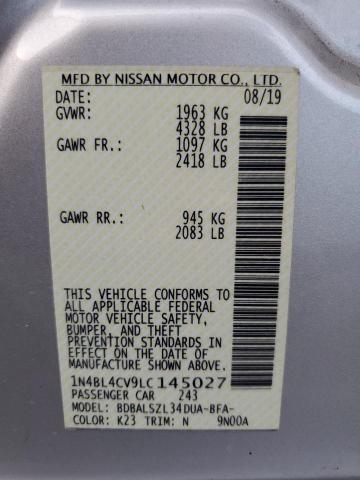 MFD BY NISSAN MOTOR CO., LTD.
DATE: 08/19
GVWR: 1963 KG
4328 LB
GAWR FR.: 1097 KG
2418 LB
GAWR RR.: 945 KG
2083 LB
THIS VEHICLE CONFORMS TO
ALL APPLICABLE FEDERAL
MOTOR VEHICLE SAFETY,
BUMPER, AND THEFT
PREVENTION STANDARDS
IN EFFECT ON THE DATE OF
MANUFACTURE SHOWN ABOVE.
1N4BL4CV9LC145027
PASSENGER CAR 243
MODEL: BDBALSZL34DUA-BFA-
COLOR: K23 TRIM: N 9N00A